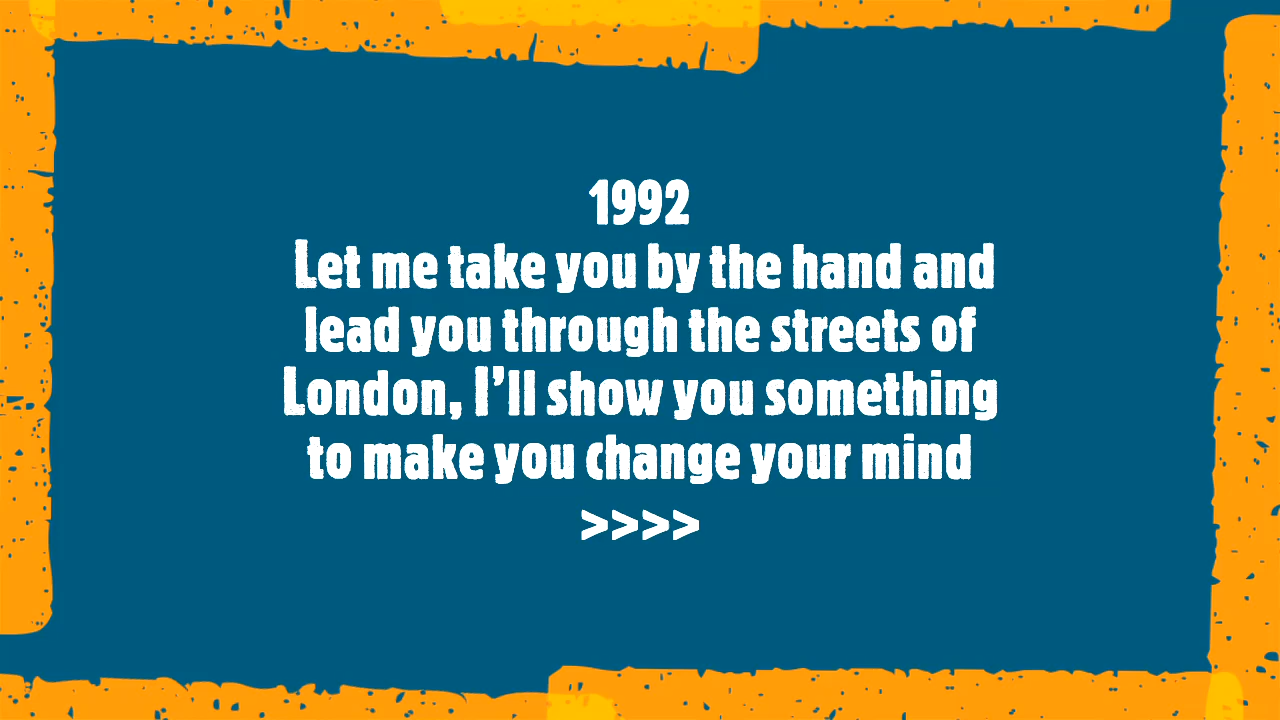 1992
Let me take you by the hand and
lead you through the streets of
London, I’ll show you something
to make you change your mind
>>>>